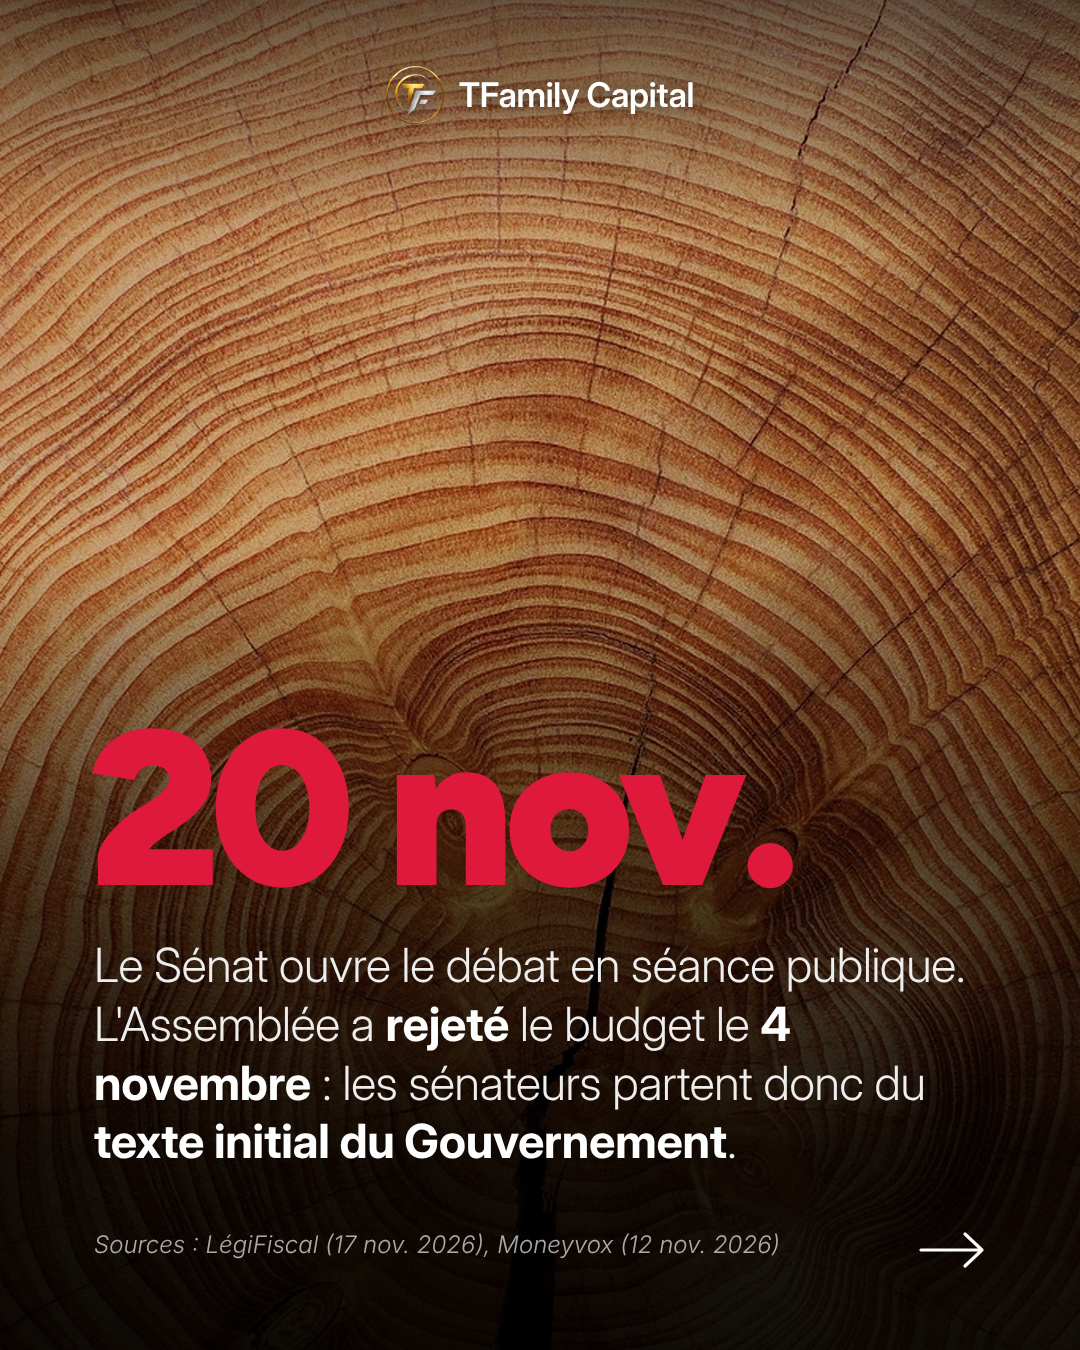 TF TFamily Capital
20 nov.
Le Sénat ouvre le débat en séance publique.
L'Assemblée a rejeté le budget le 4
novembre : les sénateurs partent donc du
texte initial du Gouvernement.
Sources : LégiFiscal (17 nov. 2026), Moneyvox (12 nov. 2026)